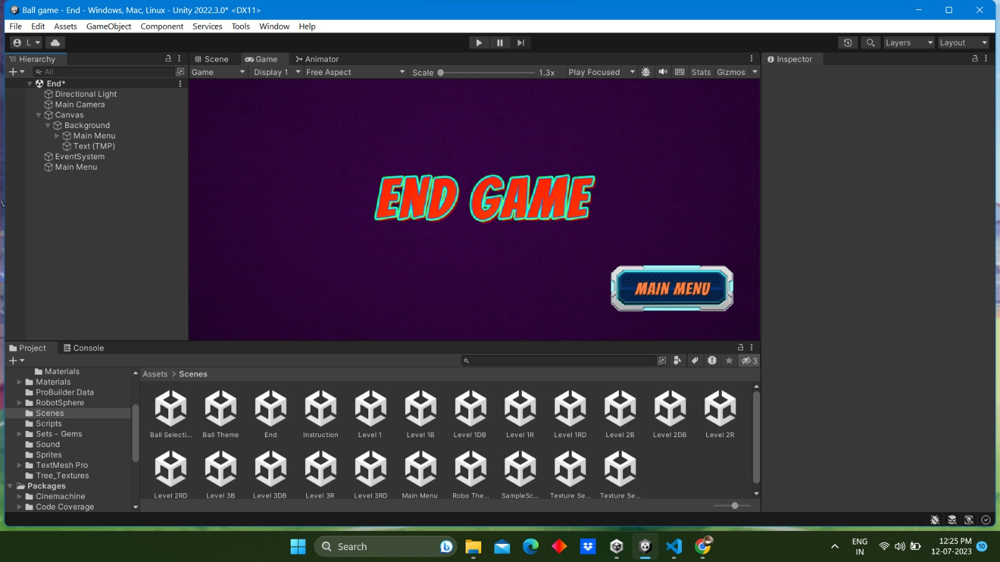 Ball game - End - Windows, Mac, Linux - Unity 2022.3.0* <DX11>
File Edit Assets GameObject Component Services Tools Window Help
L Layers Layout
Hierarchy
All
End*
Directional Light
Main Camera
Canvas
Background
Main Menu
Text (TMP)
EventSystem
Main Menu
Scene Game Animator
Game Display 1 Free Aspect Scale 1.3x Play Focused Stats Gizmos
END GAME
MAIN MENU
Inspector
Project Console
3
Materials
Materials
ProBuilder Data
RobotSphere
Scenes
Scripts
Sets - Gems
Sound
Sprites
TextMesh Pro
Tree_Textures
Packages
Cinemachine
Code Coverage
Assets > Scenes
Ball Selecti... Ball Theme End Instruction Level 1 Level 1B Level 1DB Level 1R Level 1RD Level 2B Level 2DB Level 2R
Level 2RD Level 3B Level 3DB Level 3R Level 3RD Main Menu Robo The... SampleSc... Texture Se... Texture Se...
Search
ENG
IN
12:25 PM
12-07-2023
10